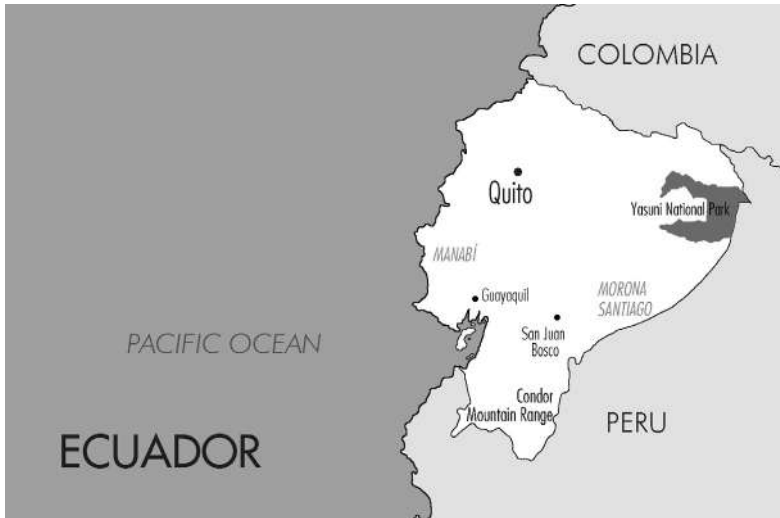 COLOMBIA
Quito
Yasuni National Park
MANABÍ
Guayaquil
MORONA
SANTIAGO
San Juan
Bosco
PACIFIC OCEAN
Condor
Mountain Range
PERU
ECUADOR